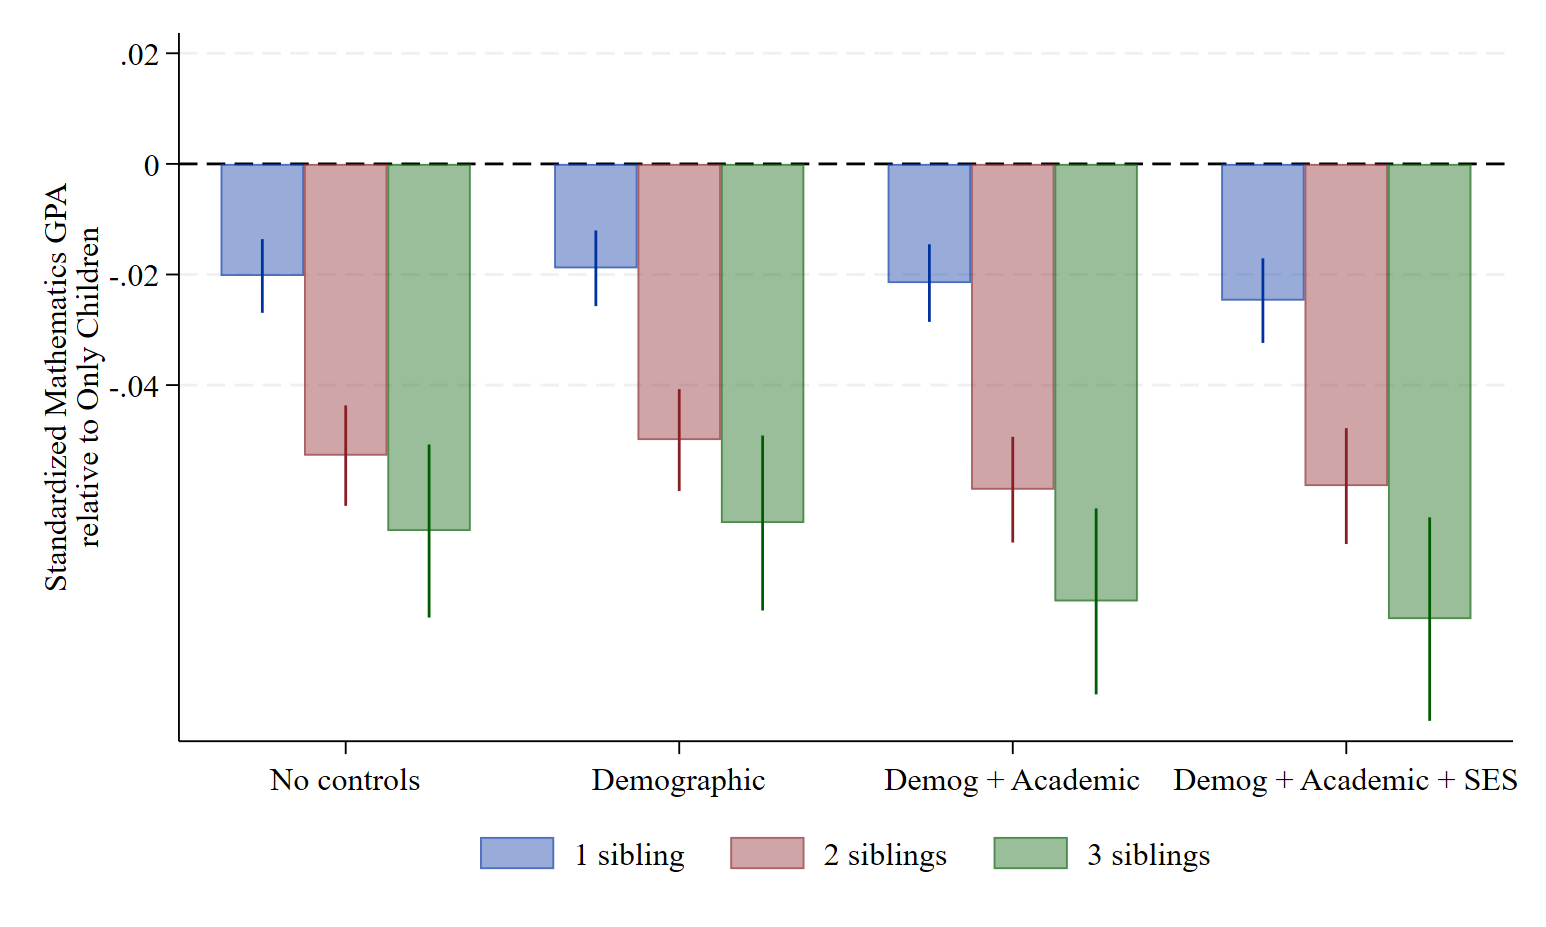 Standardized Mathematics GPA
relative to Only Children
.02
0
-.02
-.04
No controls
Demographic
Demog + Academic
Demog + Academic + SES
1 sibling
2 siblings
3 siblings